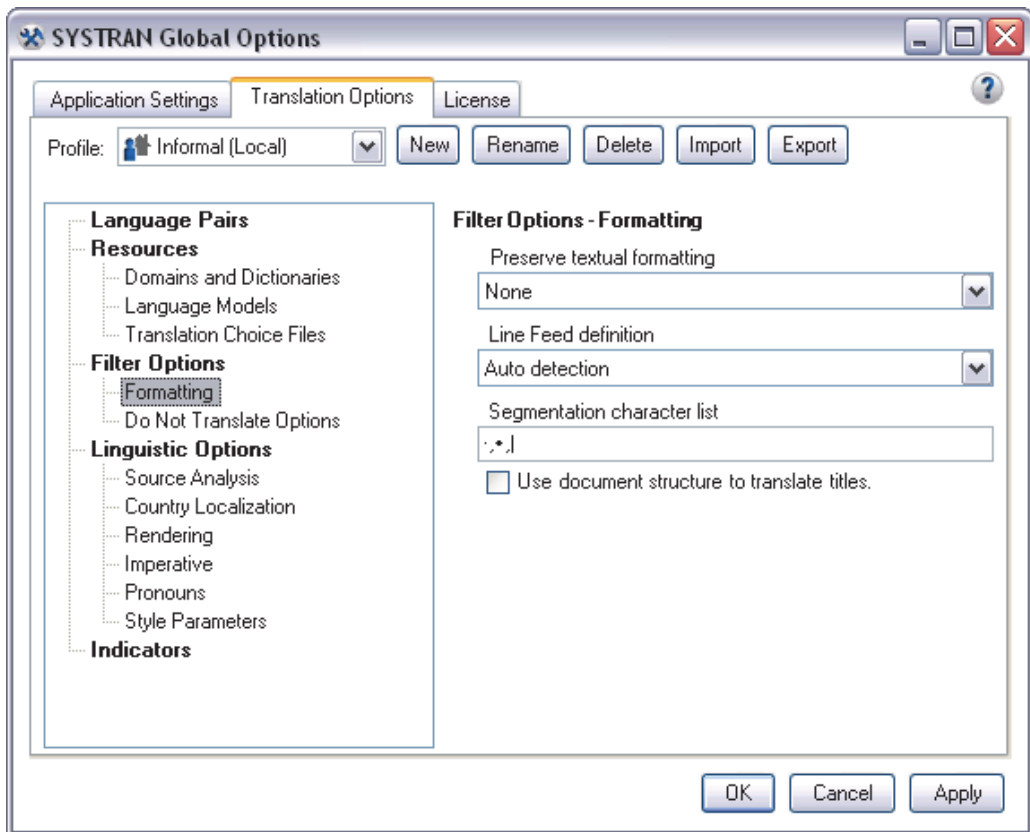 SYSTRAN Global Options
Application Settings Translation Options License ?
Profile: Informal (Local) New Rename Delete Import Export
Language Pairs
Resources
Domains and Dictionaries
Language Models
Translation Choice Files
Filter Options
Formatting
Do Not Translate Options
Linguistic Options
Source Analysis
Country Localization
Rendering
Imperative
Pronouns
Style Parameters
Indicators
Filter Options - Formatting
Preserve textual formatting
None
Line Feed definition
Auto detection
Segmentation character list
·,•,|
Use document structure to translate titles.
OK Cancel Apply